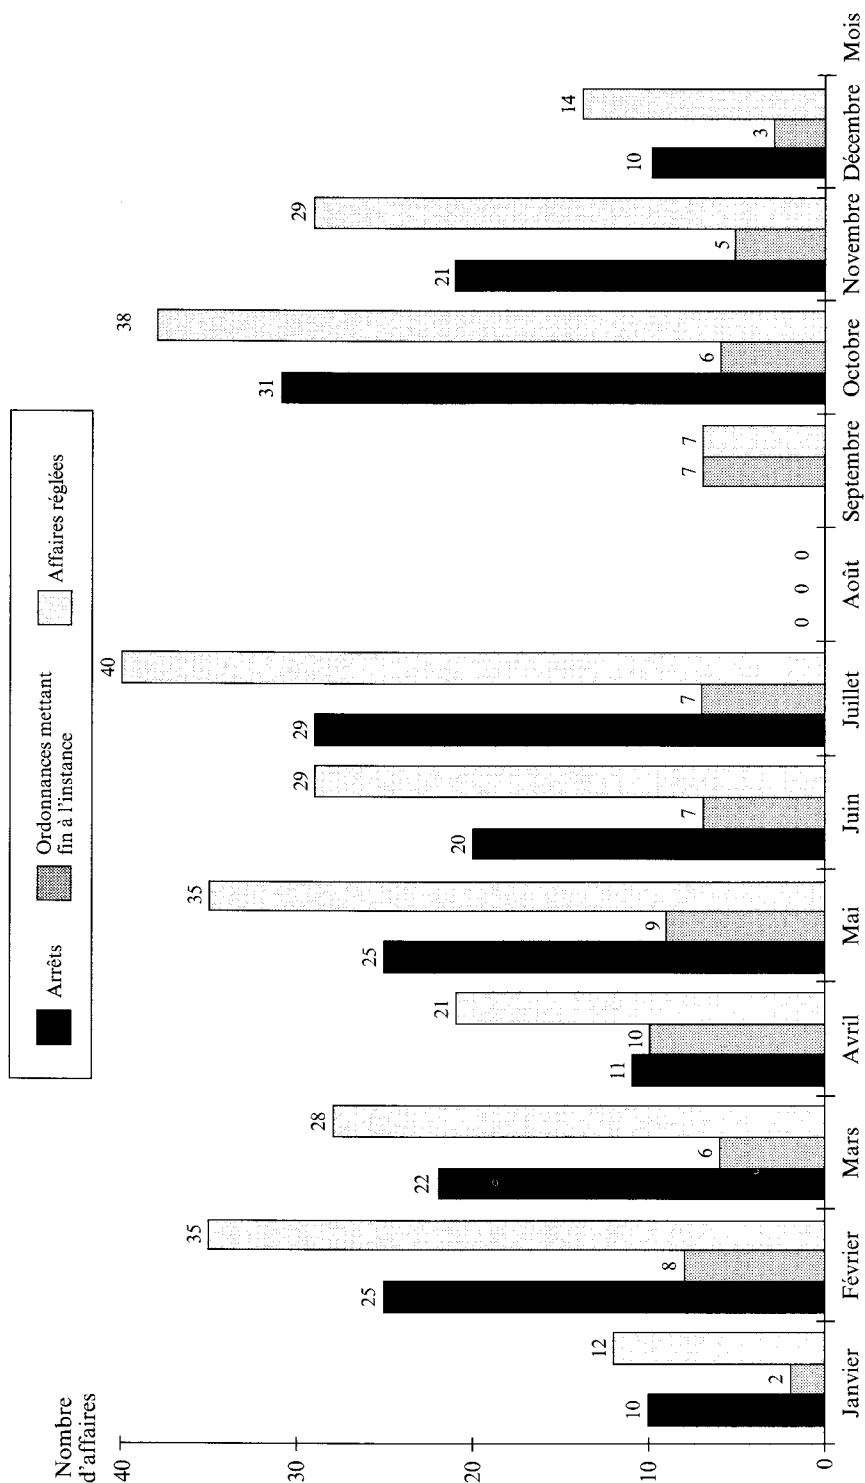 Nombre
d'affaires
Arrêts
Ordonnances mettant
fin à l'instance
Affaires réglées
40
30
20
10
0
10 2 12
25 8 35
22 6 28
11 10 21
25 9 35
20 7 29
29 7 40
0 0 0
7 7
31 6 38
21 5 29
10 3 14
Janvier Février Mars Avril Mai Juin Juillet Août Septembre Octobre Novembre Décembre Mois